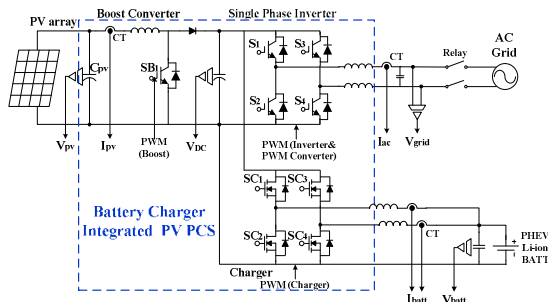 Boost Converter
Single Phase Inverter
PV array
CT
Cpv
SB
S1
S3
S2
S4
CT
Relay
AC
Grid
Vpv
Ipv
PWM
(Boost)
VDC
PWM (Inverter&
PWM Converter)
Iac
Vgrid
SC1
SC3
Battery Charger
Integrated PV PCS
SC2
SC4
CT
PHEV
Li-ion
BATT
+
-
Charger
PWM(Charger)
Ibatt
Vbatt